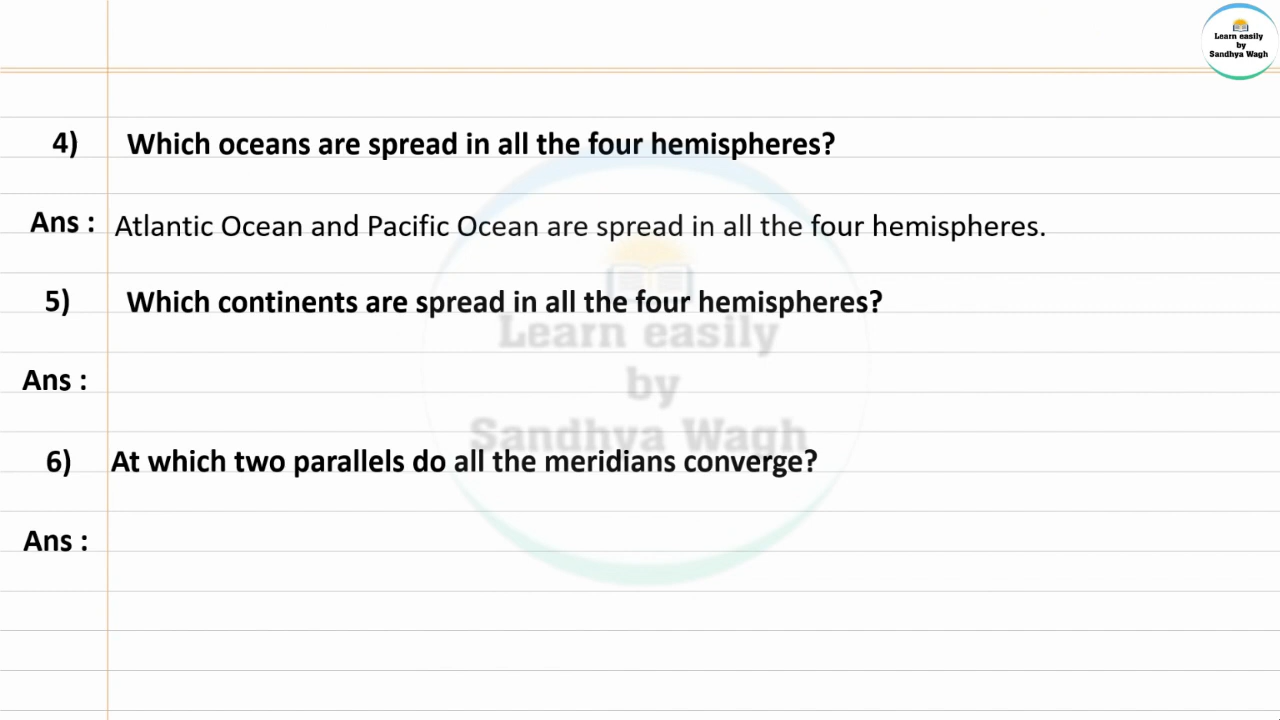 Learn easily
by
Sandhya Wagh
4) Which oceans are spread in all the four hemispheres?
Ans : Atlantic Ocean and Pacific Ocean are spread in all the four hemispheres.
5) Which continents are spread in all the four hemispheres?
Learn easily
Ans :
by
Sandhya Wagh
6) At which two parallels do all the meridians converge?
Ans :